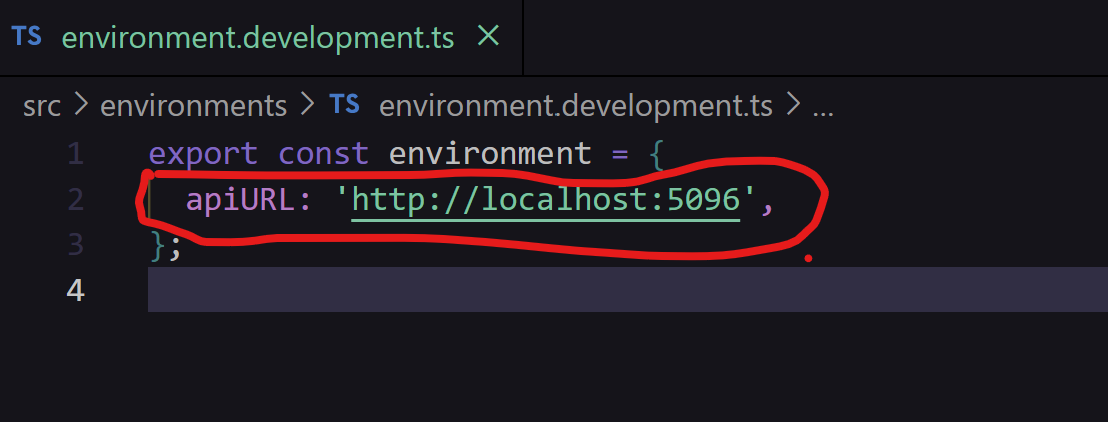 TS environment.development.ts ×
src > environments > TS environment.development.ts > ...
1 export const environment = {
2 apiURL: 'http://localhost:5096',
3 };
4